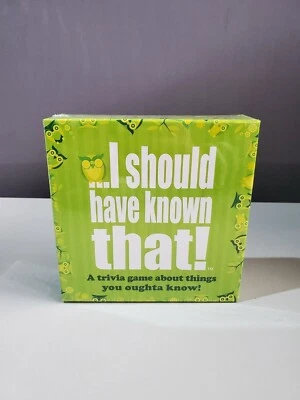 ...I should
have known
that!
A trivia game about things
you oughta know!